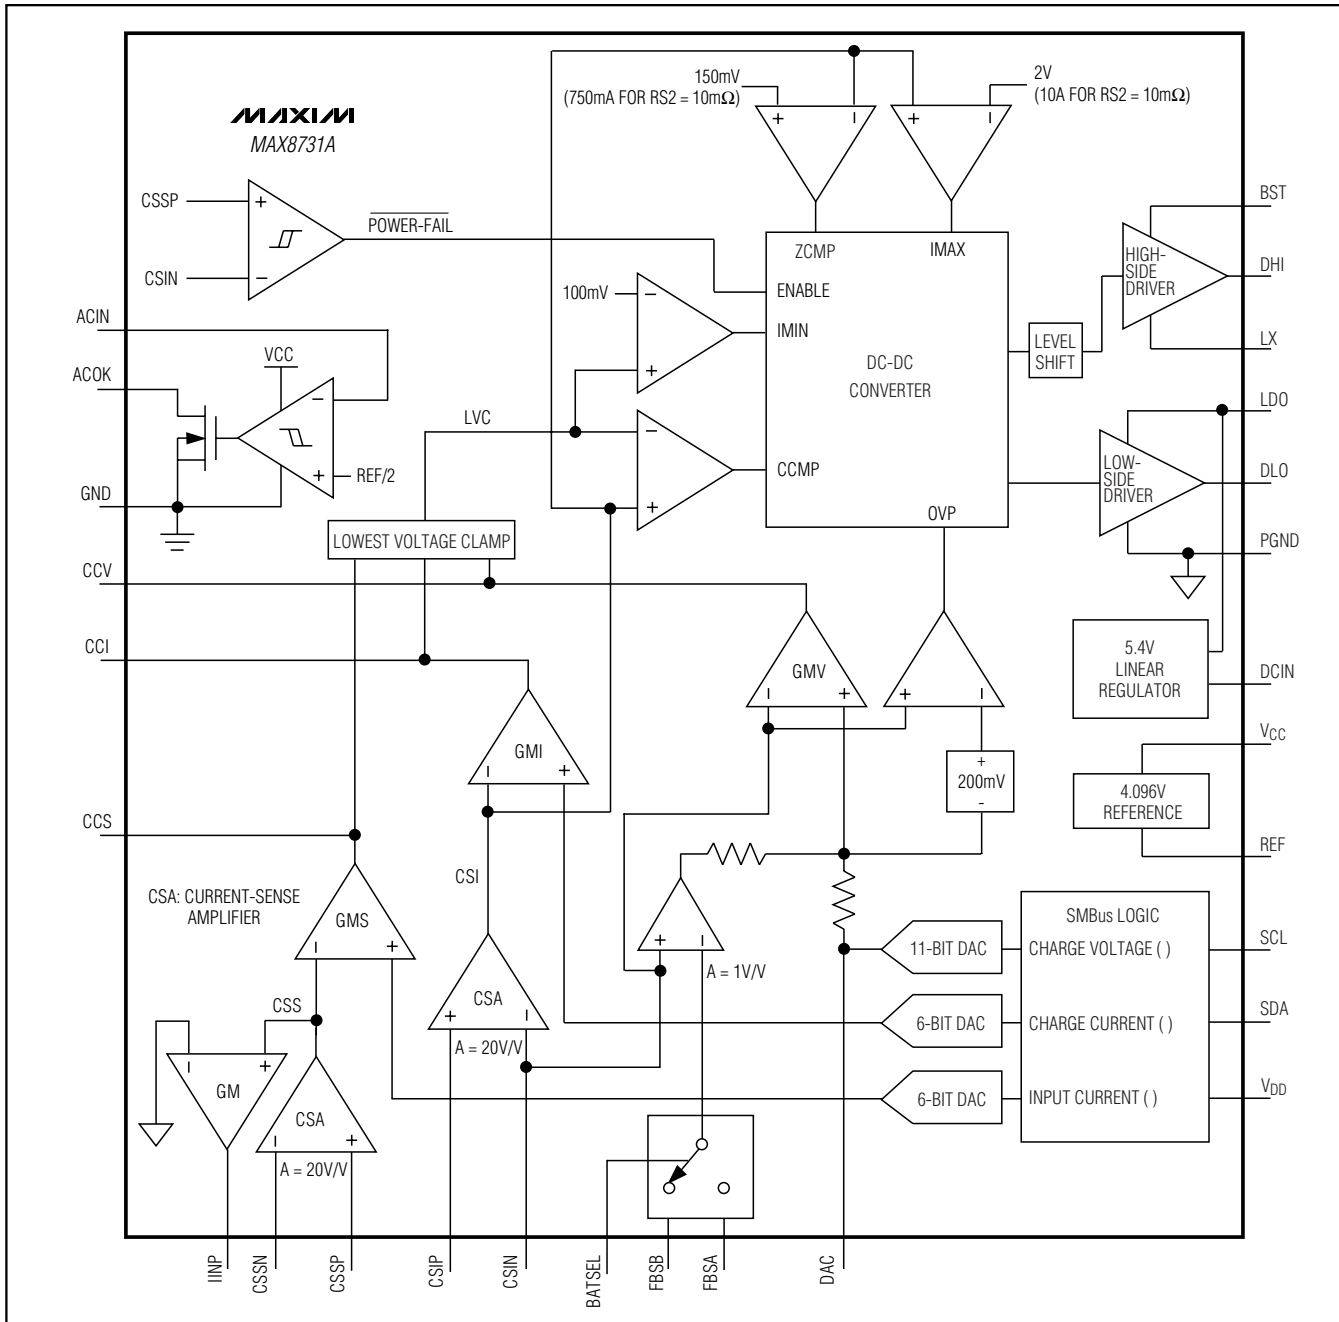 MAXIM
MAX8731A
150mV
(750mA FOR RS2 = 10mΩ)
2V
(10A FOR RS2 = 10mΩ)
+
−
+
−
CSSP
+
CSIN
−
POWER-FAIL
ZCMP
IMAX
ENABLE
IMIN
DC-DC
CONVERTER
CCMP
OVP
100mV
−
+
−
+
LVC
ACIN
ACOK
GND
VCC
−
+
REF/2
LOWEST VOLTAGE CLAMP
LEVEL
SHIFT
HIGH-
SIDE
DRIVER
BST
DHI
LX
LDO
LOW-
SIDE
DRIVER
DLO
PGND
CCV
CCI
CCS
GMV
−
+
+
−
GMI
−
+
+
200mV
-
5.4V
LINEAR
REGULATOR
DCIN
VCC
4.096V
REFERENCE
REF
CSA: CURRENT-SENSE
AMPLIFIER
GMS
−
+
CSI
CSS
−
+
GM
CSA
−
+
A = 20V/V
CSA
+
−
A = 20V/V
+
−
A = 1V/V
11-BIT DAC
6-BIT DAC
6-BIT DAC
SMBus LOGIC
CHARGE VOLTAGE ( )
CHARGE CURRENT ( )
INPUT CURRENT ( )
SCL
SDA
VDD
IINP
CSSN
CSSP
CSIP
CSIN
BATSEL
FBSB
FBSA
DAC